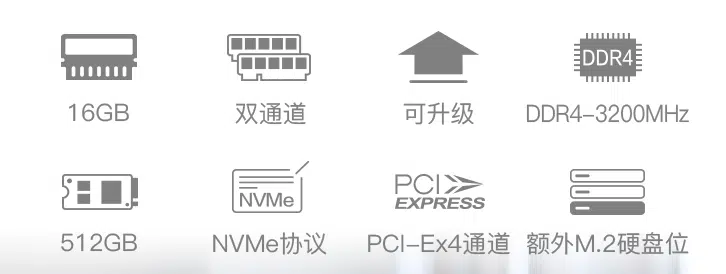 DDR4
16GB
双通道
可升级
DDR4-3200MHz
NVMe
PCI
EXPRESS
512GB
NVMe协议
PCI-Ex4通道
额外M.2硬盘位